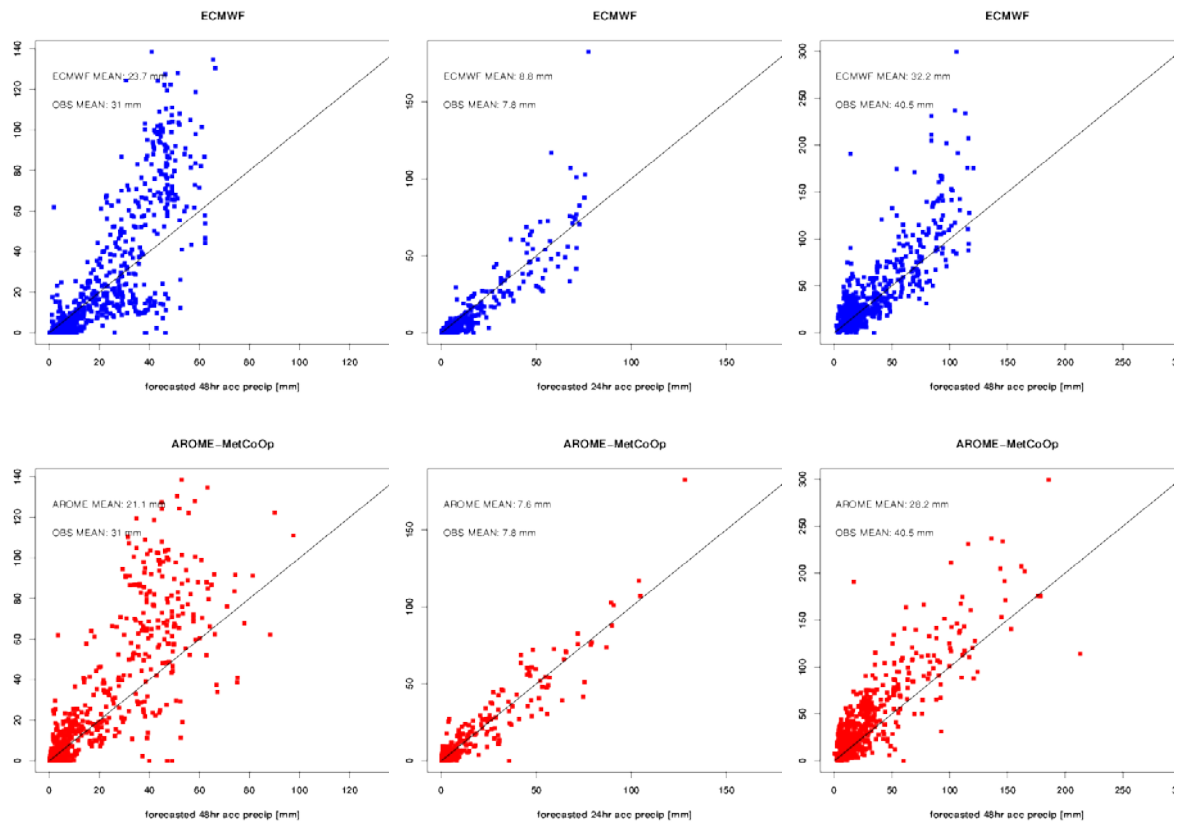 ECMWF
ECMWF MEAN: 23.7 mm
OBS MEAN: 31 mm
0 20 40 60 80 100 120 140
0 20 40 60 80 100 120
forecasted 48hr acc precip [mm]
ECMWF
ECMWF MEAN: 8.8 mm
OBS MEAN: 7.8 mm
0 50 100 150
0 50 100 150
forecasted 24hr acc precip [mm]
ECMWF
ECMWF MEAN: 32.2 mm
OBS MEAN: 40.5 mm
0 50 100 150 200 250 300
0 50 100 150 200 250
forecasted 48hr acc precip [mm]
AROME-MetCoOp
AROME MEAN: 21.1 mm
OBS MEAN: 31 mm
0 20 40 60 80 100 120 140
0 20 40 60 80 100 120
forecasted 48hr acc precip [mm]
AROME-MetCoOp
AROME MEAN: 7.6 mm
OBS MEAN: 7.8 mm
0 50 100 150
0 50 100 150
forecasted 24hr acc precip [mm]
AROME-MetCoOp
AROME MEAN: 28.2 mm
OBS MEAN: 40.5 mm
0 50 100 150 200 250 300
0 50 100 150 200 250
forecasted 48hr acc precip [mm]